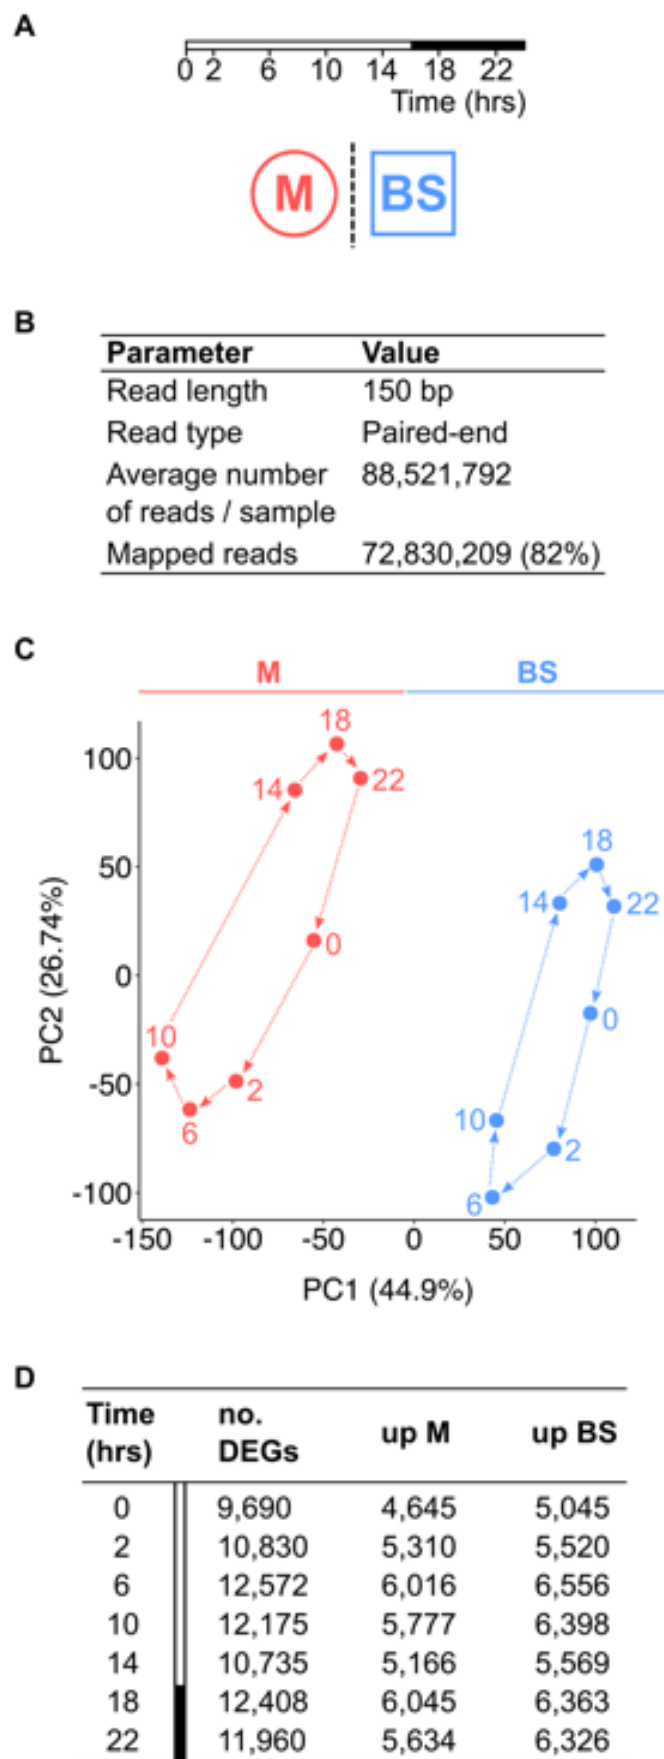 A
0 2 6 10 14 18 22
Time (hrs)
M BS
B
Parameter Value
Read length 150 bp
Read type Paired-end
Average number 88,521,792
of reads / sample
Mapped reads 72,830,209 (82%)
C
M BS
18
14 22
100
18
50
14 22
0
0
0
PC2 (26.74%)
10
-50
2
10
6
2
-100
6
-150 -100 -50 0 50 100
PC1 (44.9%)
D
Time no. up M up BS
(hrs) DEGs
0 9,690 4,645 5,045
2 10,830 5,310 5,520
6 12,572 6,016 6,556
10 12,175 5,777 6,398
14 10,735 5,166 5,569
18 12,408 6,045 6,363
22 11,960 5,634 6,326